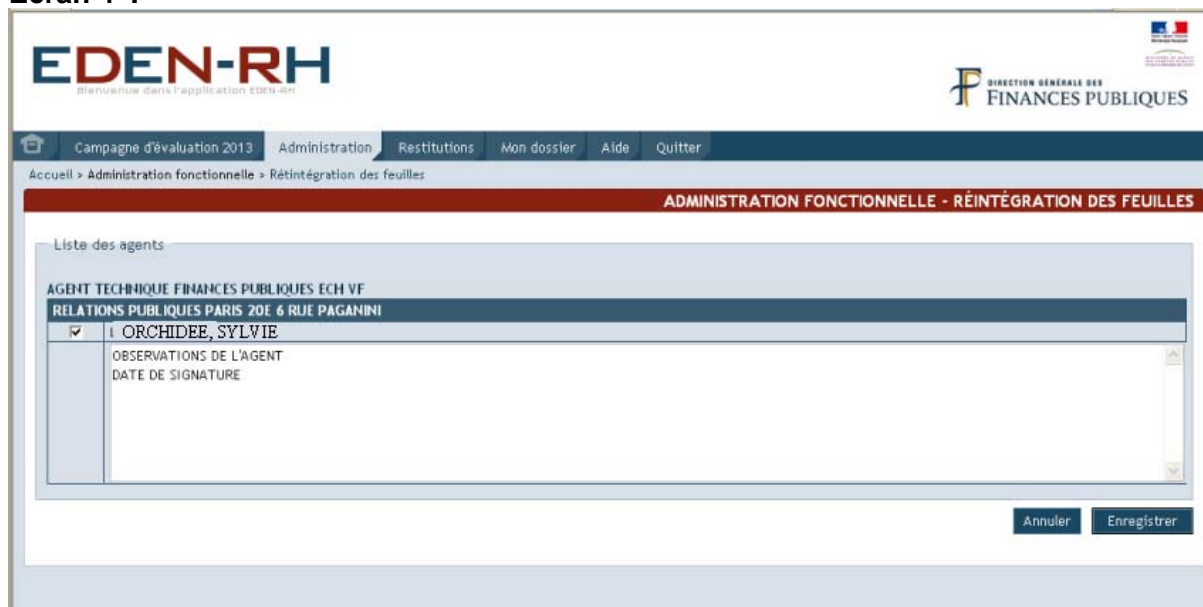 EDEN-RH
Bienvenue dans l'application EDEN-RH
DIRECTION GÉNÉRALE DES
FINANCES PUBLIQUES
Campagne d'évaluation 2013 Administration Restitutions Mon dossier Aide Quitter
Accueil > Administration fonctionnelle > Rétintégration des feuilles
ADMINISTRATION FONCTIONNELLE - RÉINTÉGRATION DES FEUILLES
Liste des agents
AGENT TECHNIQUE FINANCES PUBLIQUES ECH VF
RELATIONS PUBLIQUES PARIS 20E 6 RUE PAGANINI
ORCHIDEE, SYLVIE
OBSERVATIONS DE L'AGENT
DATE DE SIGNATURE
Annuler Enregistrer